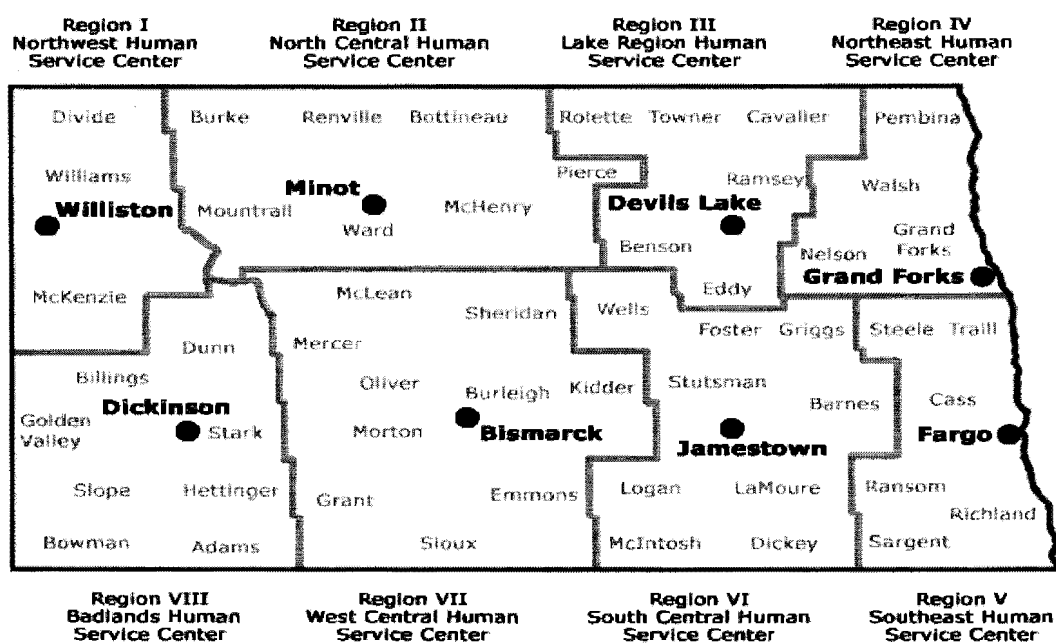 Region I
Northwest Human
Service Center
Region II
North Central Human
Service Center
Region III
Lake Region Human
Service Center
Region IV
Northeast Human
Service Center
Divide
Burke
Renville
Bottineau
Rolette
Towner
Cavalier
Pembina
Williams
Pierce
Ramsey
Walsh
Williston
Mountrail
Minot
Ward
McHenry
Devils Lake
Benson
Nelson
Grand
Forks
Grand Forks
McKenzie
McLean
Sheridan
Wells
Eddy
Foster
Griggs
Steele
Traill
Dunn
Mercer
Billings
Oliver
Burleigh
Kidder
Stutsman
Barnes
Cass
Golden
Valley
Dickinson
Stark
Morton
Bismarck
Jamestown
Fargo
Slope
Hettinger
Grant
Emmons
Logan
LaMoure
Ransom
Richland
Bowman
Adams
Sioux
McIntosh
Dickey
Sargent
Region VIII
Badlands Human
Service Center
Region VII
West Central Human
Service Center
Region VI
South Central Human
Service Center
Region V
Southeast Human
Service Center